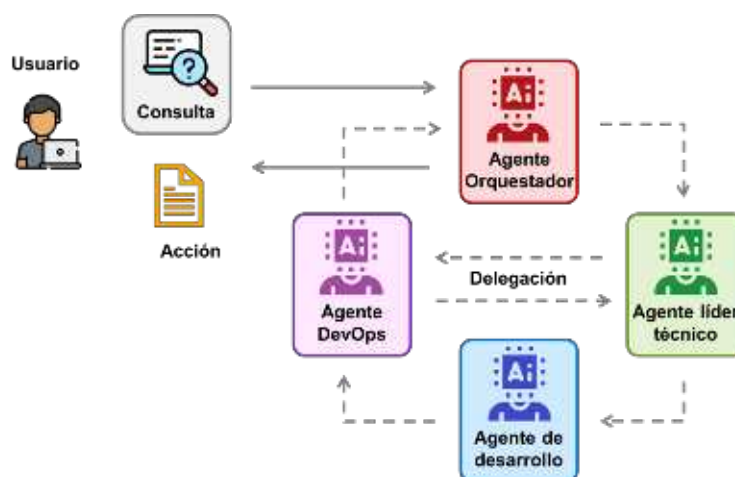 Usuario
?
Consulta
Acción
Ai
Agente
Orquestador
Ai
Agente
DevOps
Delegación
Ai
Agente líder
técnico
Ai
Agente de
desarrollo